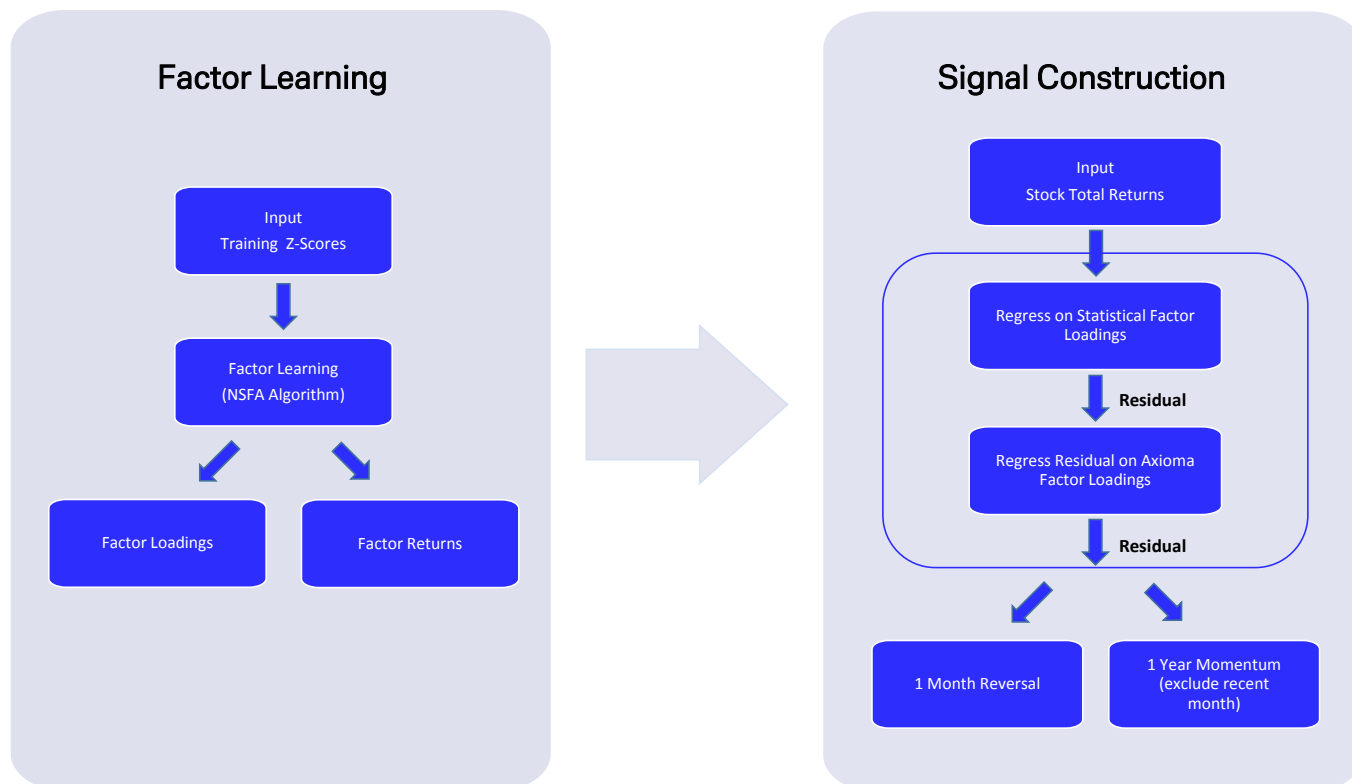 Factor Learning
Input
Training Z-Scores
Factor Learning
(NSFA Algorithm)
Factor Loadings
Factor Returns
Signal Construction
Input
Stock Total Returns
Regress on Statistical Factor
Loadings
Residual
Regress Residual on Axioma
Factor Loadings
Residual
1 Month Reversal
1 Year Momentum
(exclude recent
month)